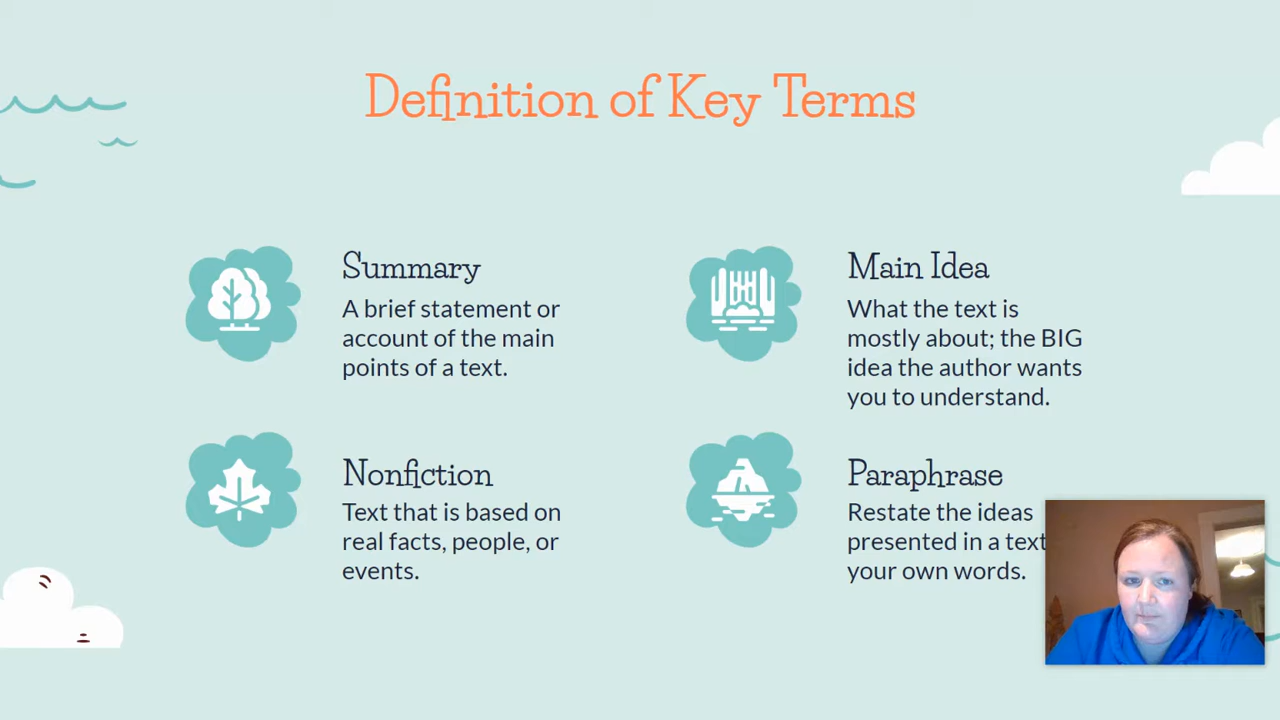 Definition of Key Terms
Summary
A brief statement or
account of the main
points of a text.
Main Idea
What the text is
mostly about; the BIG
idea the author wants
you to understand.
Nonfiction
Text that is based on
real facts, people, or
events.
Paraphrase
Restate the ideas
presented in a text
your own words.